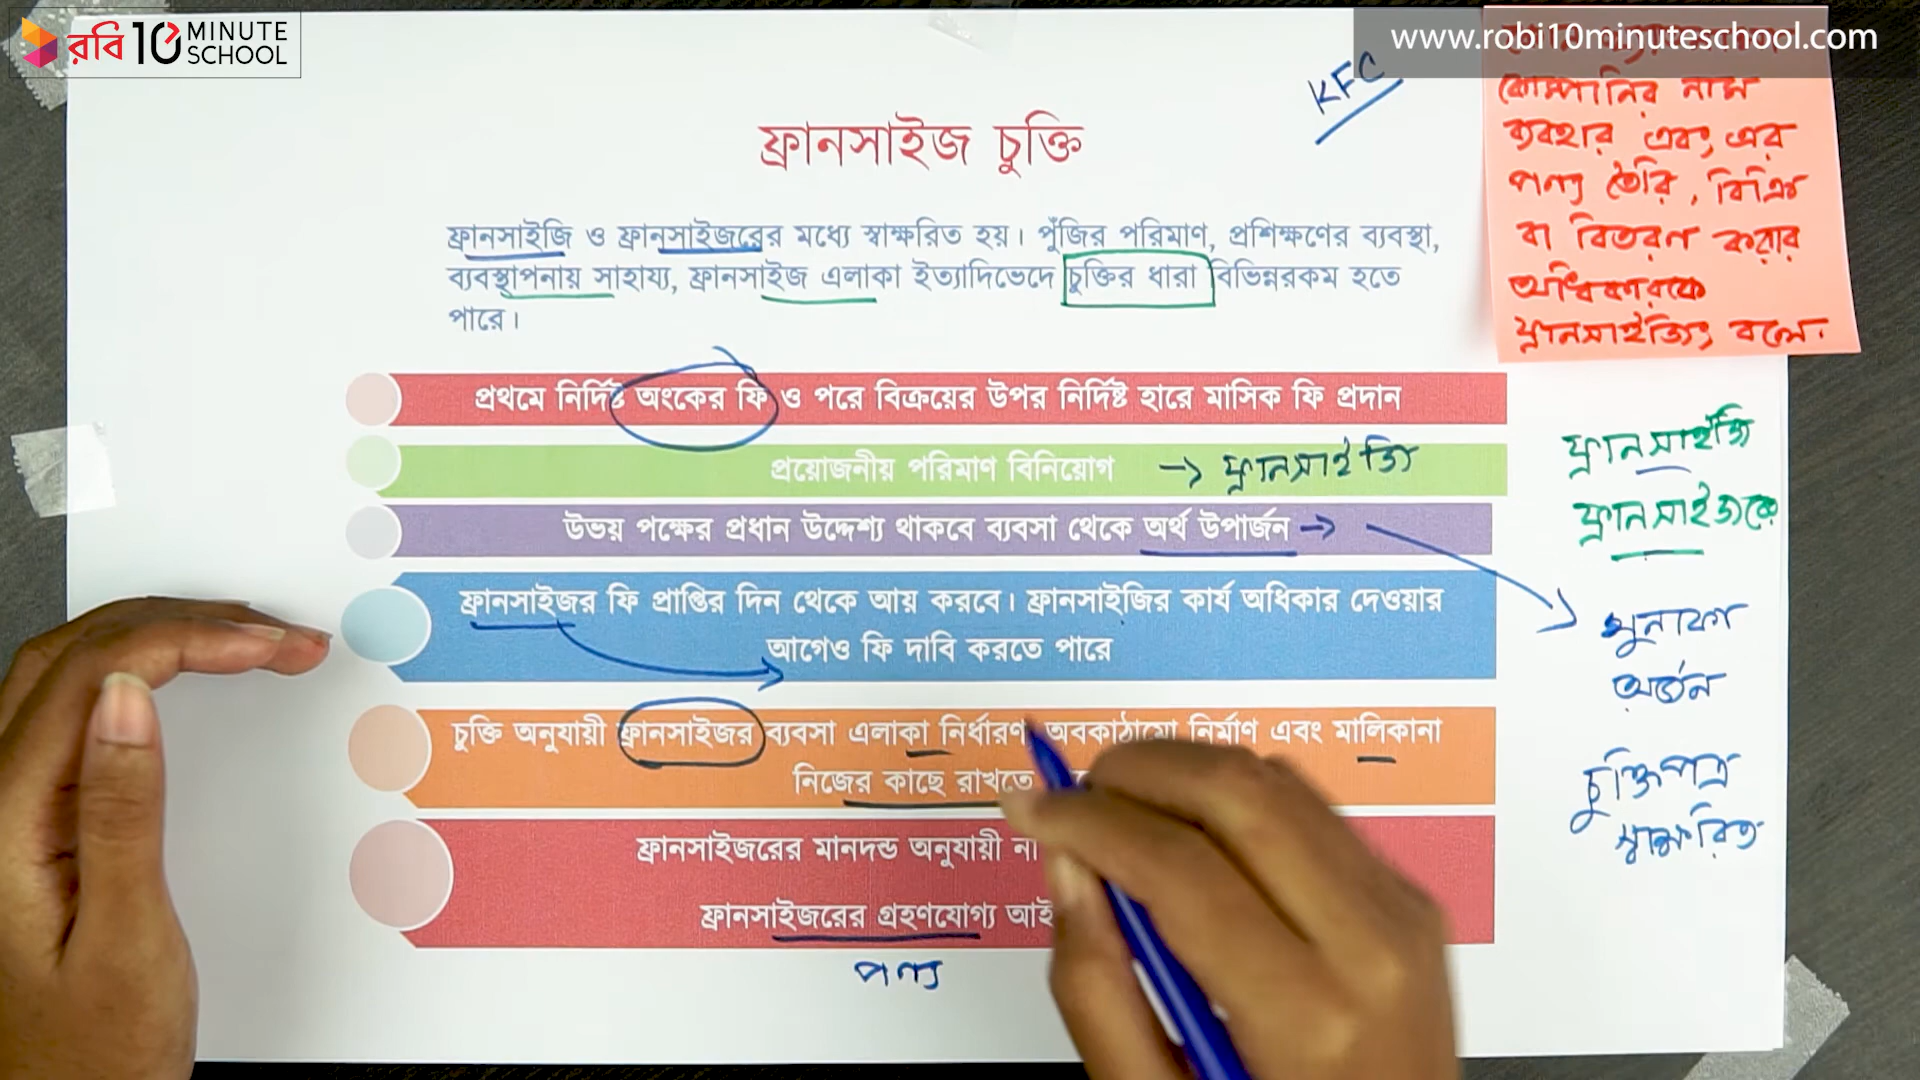 রবি 10 MINUTE SCHOOL
www.robi10minuteschool.com
KFC
কোম্পানির নাম
ব্যবহার এবং এর
পণ্য তৈরি, বিক্রি
বা বিতরণ করার
অধিকারকে
ফ্রানসাইজিং বলে।
ফ্রানসাইজ চুক্তি
ফ্রানসাইজি ও ফ্রানসাইজরের মধ্যে স্বাক্ষরিত হয়। পুঁজির পরিমাণ, প্রশিক্ষণের ব্যবস্থা,
ব্যবস্থাপনায় সাহায্য, ফ্রানসাইজ এলাকা ইত্যাদিভেদে চুক্তির ধারা বিভিন্নরকম হতে
পারে।
প্রথমে নির্দিষ্ট অংকের ফি ও পরে বিক্রয়ের উপর নির্দিষ্ট হারে মাসিক ফি প্রদান
প্রয়োজনীয় পরিমাণ বিনিয়োগ → ফ্রানসাইজি
উভয় পক্ষের প্রধান উদ্দেশ্য থাকবে ব্যবসা থেকে অর্থ উপার্জন →
ফ্রানসাইজর ফি প্রাপ্তির দিন থেকে আয় করবে। ফ্রানসাইজির কার্য অধিকার দেওয়ার
আগেও ফি দাবি করতে পারে
চুক্তি অনুযায়ী ফ্রানসাইজর ব্যবসা এলাকা নির্ধারণ অবকাঠামো নির্মাণ এবং মালিকানা
নিজের কাছে রাখতে
ফ্রানসাইজরের মানদন্ড অনুযায়ী
ফ্রানসাইজরের গ্রহণযোগ্য
পণ্য
ফ্রানসাইজি
মুনাফা
অর্জন
চুক্তিপত্র
স্বাক্ষরিত